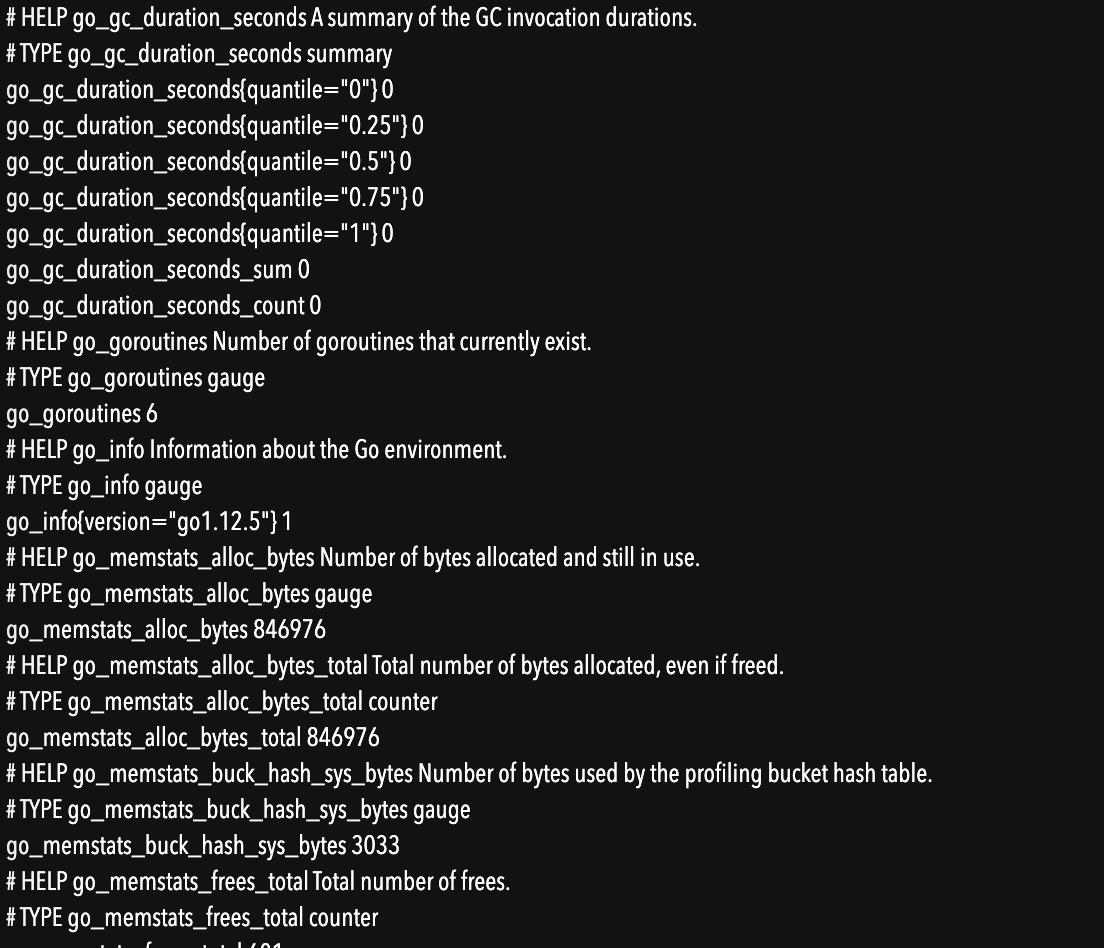 # HELP go_gc_duration_seconds A summary of the GC invocation durations.
# TYPE go_gc_duration_seconds summary
go_gc_duration_seconds{quantile="0"} 0
go_gc_duration_seconds{quantile="0.25"} 0
go_gc_duration_seconds{quantile="0.5"} 0
go_gc_duration_seconds{quantile="0.75"} 0
go_gc_duration_seconds{quantile="1"} 0
go_gc_duration_seconds_sum 0
go_gc_duration_seconds_count 0
# HELP go_goroutines Number of goroutines that currently exist.
# TYPE go_goroutines gauge
go_goroutines 6
# HELP go_info Information about the Go environment.
# TYPE go_info gauge
go_info{version="go1.12.5"} 1
# HELP go_memstats_alloc_bytes Number of bytes allocated and still in use.
# TYPE go_memstats_alloc_bytes gauge
go_memstats_alloc_bytes 846976
# HELP go_memstats_alloc_bytes_total Total number of bytes allocated, even if freed.
# TYPE go_memstats_alloc_bytes_total counter
go_memstats_alloc_bytes_total 846976
# HELP go_memstats_buck_hash_sys_bytes Number of bytes used by the profiling bucket hash table.
# TYPE go_memstats_buck_hash_sys_bytes gauge
go_memstats_buck_hash_sys_bytes 3033
# HELP go_memstats_frees_total Total number of frees.
# TYPE go_memstats_frees_total counter